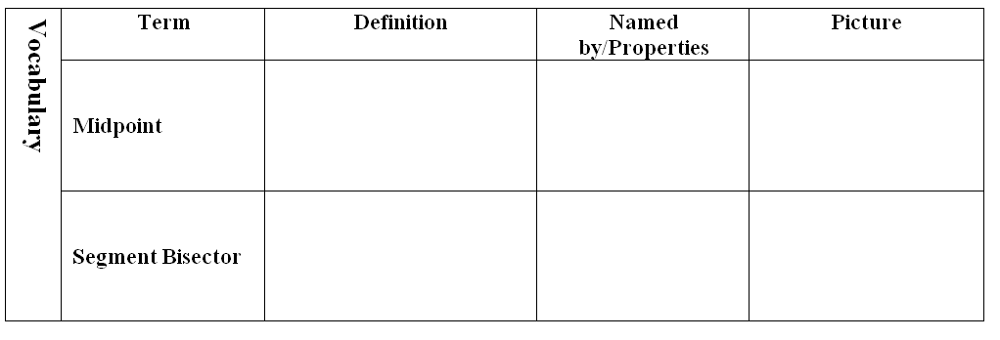 Vocabulary
Term
Definition
Named
by/Properties
Picture
Midpoint
Segment Bisector